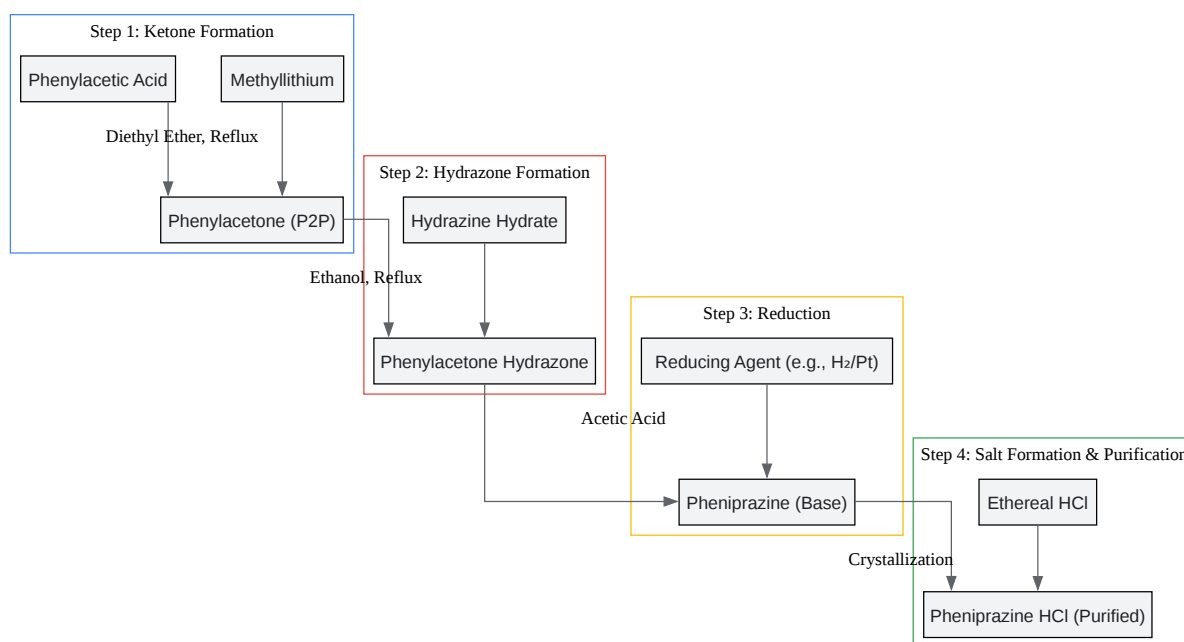 Step 1: Ketone Formation
Phenylacetic Acid
Methyllithium
Diethyl Ether, Reflux
Phenylacetone (P2P)
Step 2: Hydrazone Formation
Hydrazine Hydrate
Ethanol, Reflux
Phenylacetone Hydrazone
Step 3: Reduction
Reducing Agent (e.g., H₂/Pt)
Acetic Acid
Pheniprazine (Base)
Step 4: Salt Formation & Purification
Ethereal HCl
Crystallization
Pheniprazine HCl (Purified)